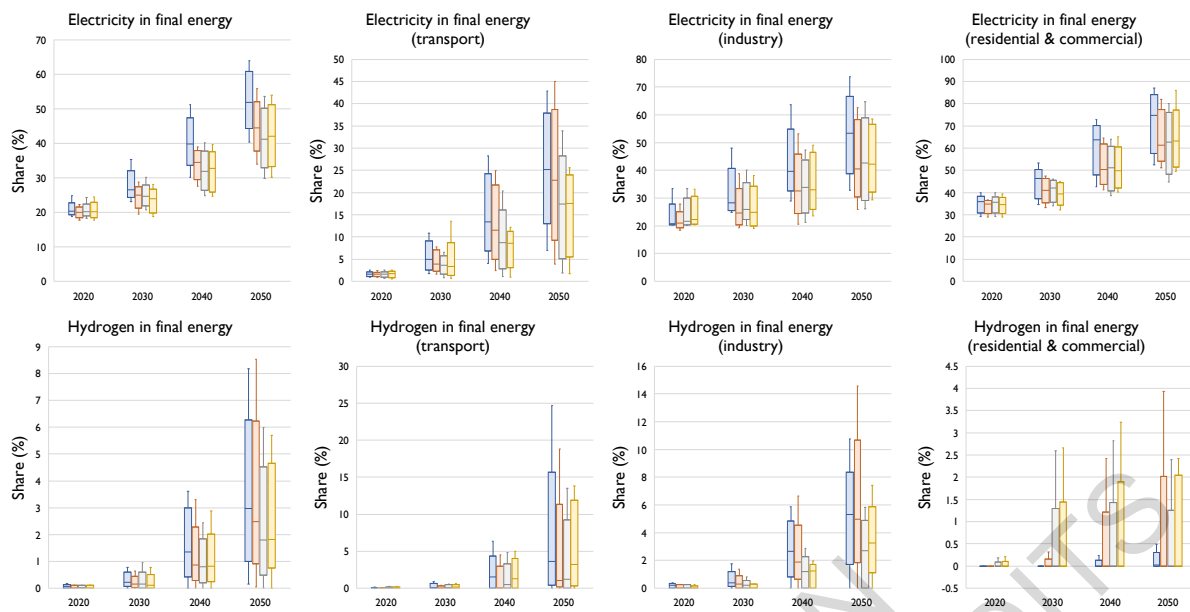 Electricity in final energy
Share (%)
70
60
50
40
30
20
10
0
2020 2030 2040 2050
Electricity in final energy
(transport)
Share (%)
50
45
40
35
30
25
20
15
10
5
0
2020 2030 2040 2050
Electricity in final energy
(industry)
Share (%)
80
70
60
50
40
30
20
10
0
2020 2030 2040 2050
Electricity in final energy
(residential & commercial)
Share (%)
100
90
80
70
60
50
40
30
20
10
0
2020 2030 2040 2050
Hydrogen in final energy
Share (%)
9
8
7
6
5
4
3
2
1
0
2020 2030 2040 2050
Hydrogen in final energy
(transport)
Share (%)
30
25
20
15
10
5
0
2020 2030 2040 2050
Hydrogen in final energy
(industry)
Share (%)
16
14
12
10
8
6
4
2
0
2020 2030 2040 2050
Hydrogen in final energy
(residential & commercial)
Share (%)
4.5
4
3.5
3
2.5
2
1.5
1
0.5
0
-0.5
2020 2030 2040 2050